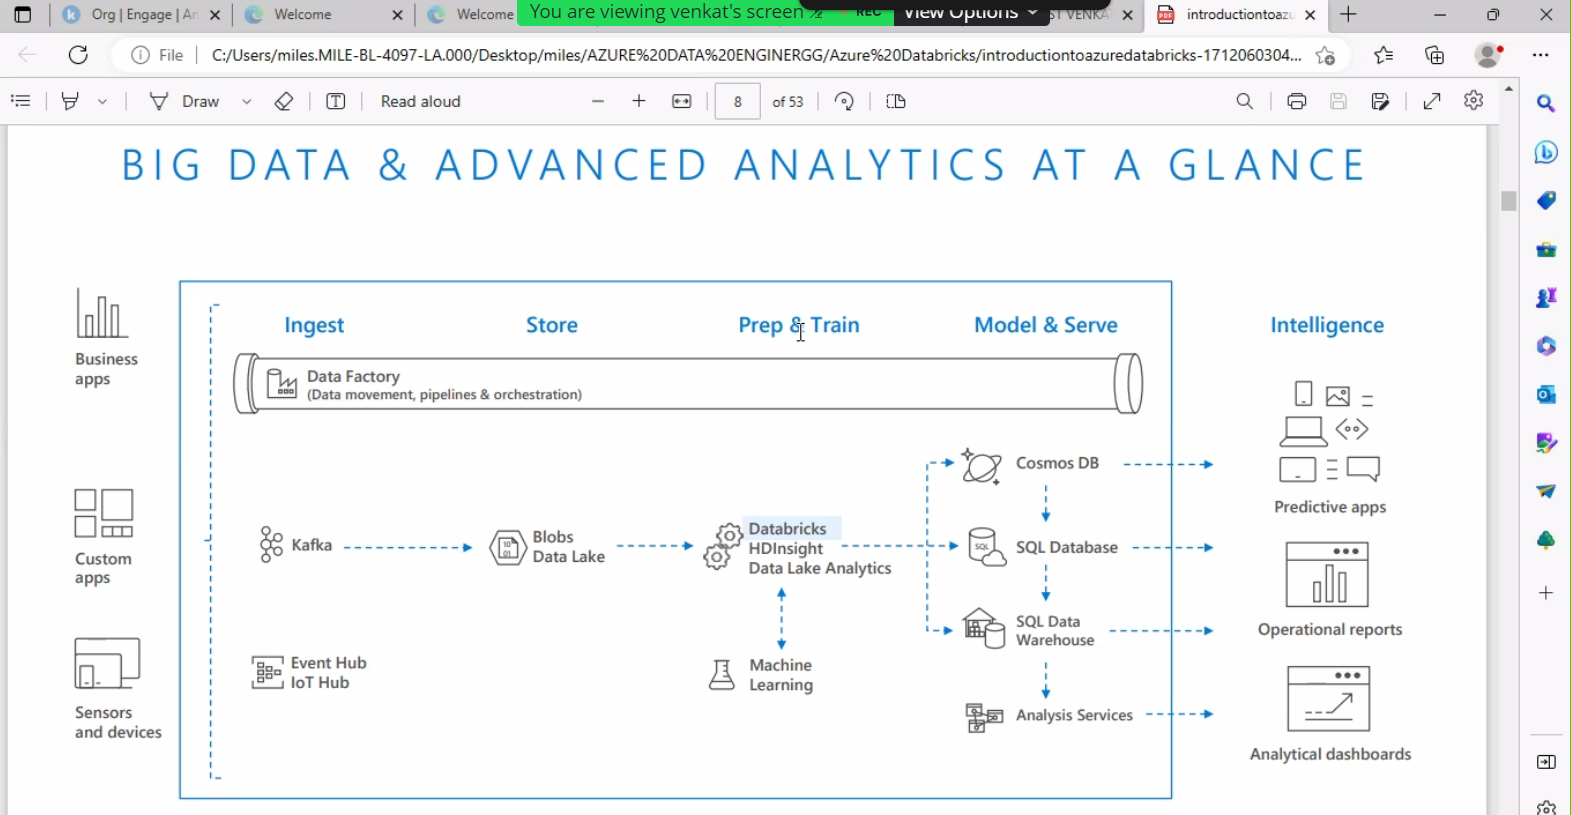 Org | Engage | An
Welcome
Welcome
You are viewing venkat's screen
REC
View Options
ST VENKA
introductiontoazu
File
C:/Users/miles.MILE-BL-4097-LA.000/Desktop/miles/AZURE%20DATA%20ENGINERGG/Azure%20Databricks/introductiontoazuredatabricks-1712060304...
Draw
Read aloud
8
of 53
BIG DATA & ADVANCED ANALYTICS AT A GLANCE
Ingest
Store
Prep & Train
Model & Serve
Intelligence
Business
apps
Data Factory
(Data movement, pipelines & orchestration)
Custom
apps
Sensors
and devices
Kafka
Event Hub
IoT Hub
Blobs
Data Lake
Databricks
HDInsight
Data Lake Analytics
Machine
Learning
Cosmos DB
SQL
SQL Database
SQL Data
Warehouse
Analysis Services
Predictive apps
Operational reports
Analytical dashboards